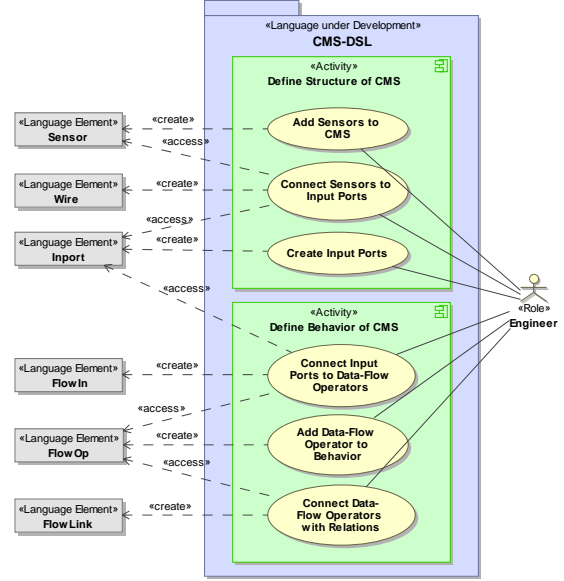 «Language under Development»
CMS-DSL
«Activity»
Define Structure of CMS
«Language Element»
Sensor
«create»
Add Sensors to
CMS
«access»
«Language Element»
Wire
«create»
Connect Sensors to
Input Ports
«access»
«Language Element»
Inport
«create»
Create Input Ports
«access»
«Role»
Engineer
«Activity»
Define Behavior of CMS
«Language Element»
FlowIn
«create»
Connect Input
Ports to Data-Flow
Operators
«access»
«Language Element»
FlowOp
«create»
Add Data-Flow
Operator to
Behavior
«access»
«Language Element»
FlowLink
«create»
Connect Data-
Flow Operators
with Relations